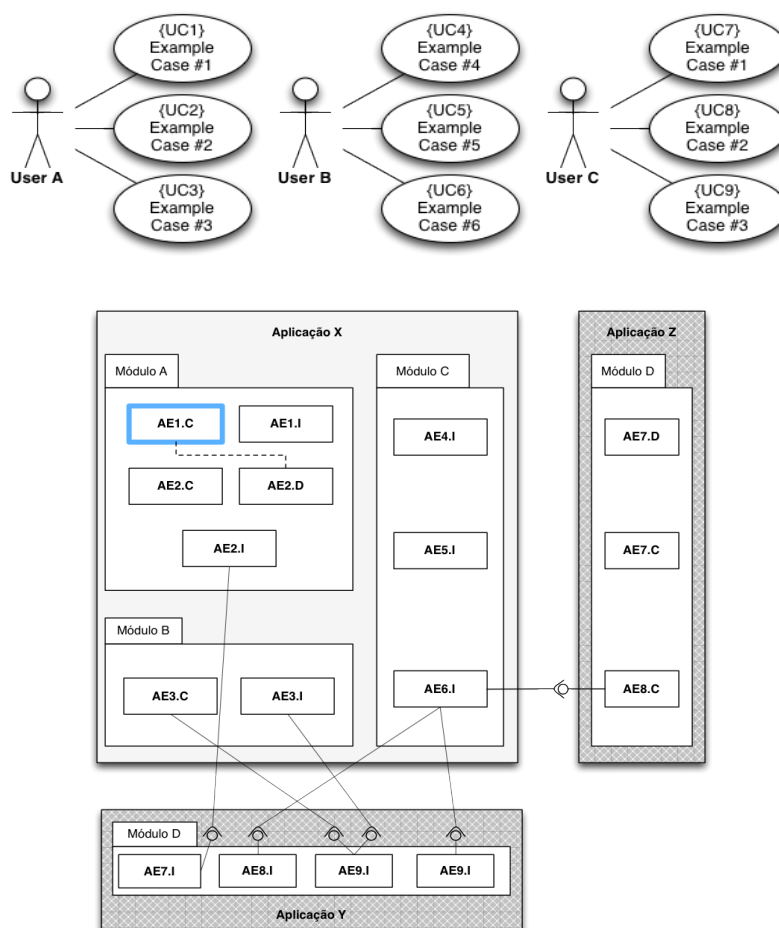 {UC1}
Example
Case #1
{UC2}
Example
Case #2
{UC3}
Example
Case #3
User A
{UC4}
Example
Case #4
{UC5}
Example
Case #5
{UC6}
Example
Case #6
User B
{UC7}
Example
Case #1
{UC8}
Example
Case #2
{UC9}
Example
Case #3
User C
Aplicação X
Módulo A
AE1.C
AE1.I
AE2.C
AE2.D
AE2.I
Módulo B
AE3.C
AE3.I
Módulo C
AE4.I
AE5.I
AE6.I
Aplicação Z
Módulo D
AE7.D
AE7.C
AE8.C
Módulo D
AE7.I
AE8.I
AE9.I
AE9.I
Aplicação Y